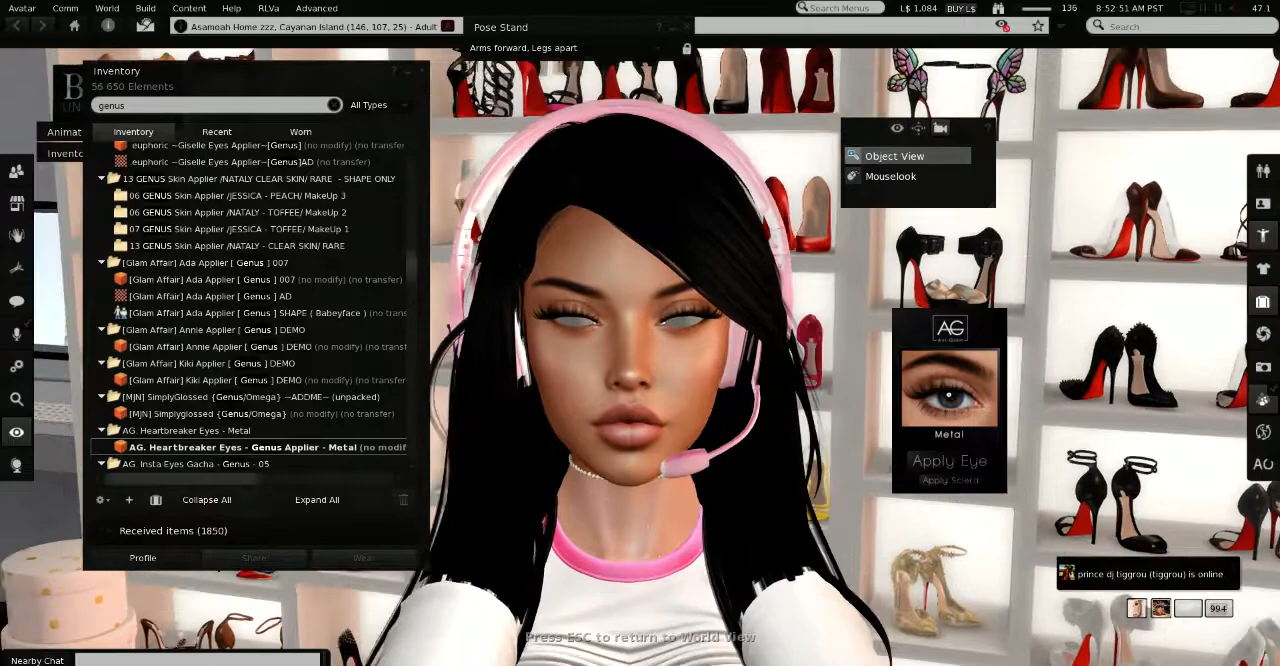 Avatar Comm World Build Content Help RLVa Advanced
Search Menus
L$ 1,084 BUY L$
136
8:52:51 AM PST
47.1
Asamoah Home zzz, Cayanan Island (146, 107, 25) - Adult
Pose Stand
Search
Arms forward, Legs apart
Inventory
56 650 Elements
genus
All Types
Animat
Invento
Inventory Recent Worn
.euphoric ~Giselle Eyes Applier~[Genus] (no modify) (no transfer
.euphoric ~Giselle Eyes Applier~[Genus]AD (no transfer)
13 GENUS Skin Applier /NATALY CLEAR SKIN/ RARE - SHAPE ONLY
06 GENUS Skin Applier /JESSICA - PEACH/ MakeUp 3
06 GENUS Skin Applier /NATALY - TOFFEE/ MakeUp 2
07 GENUS Skin Applier /JESSICA - TOFFEE/ MakeUp 1
13 GENUS Skin Applier /NATALY - CLEAR SKIN/ RARE
[Glam Affair] Ada Applier [ Genus ] 007
[Glam Affair] Ada Applier [ Genus ] 007 (no modify) (no transfer)
[Glam Affair] Ada Applier [ Genus ] AD
[Glam Affair] Ada Applier [ Genus ] SHAPE ( Babeyface ) (no trans
[Glam Affair] Annie Applier [ Genus ] DEMO
[Glam Affair] Annie Applier [ Genus ] DEMO (no modify) (no transf
[Glam Affair] Kiki Applier [ Genus ] DEMO
[Glam Affair] Kiki Applier [ Genus ] DEMO (no modify) (no transfer
[MJN] SimplyGlossed {Genus/Omega} ~ADDME~ (unpacked)
[MJN] Simplyglossed {Genus/Omega} (no modify) (no transfer)
AG. Heartbreaker Eyes - Metal
AG. Heartbreaker Eyes - Genus Applier - Metal (no modif
AG. Insta Eyes Gacha - Genus - 05
Collapse All Expand All
Received items (1850)
Profile Share Wear
Object View
Mouselook
AG
Metal
Apply Eye
Apply Sclera
AO
prince dj tiggrou (tiggrou) is online.
994
Press ESC to return to World View
Nearby Chat